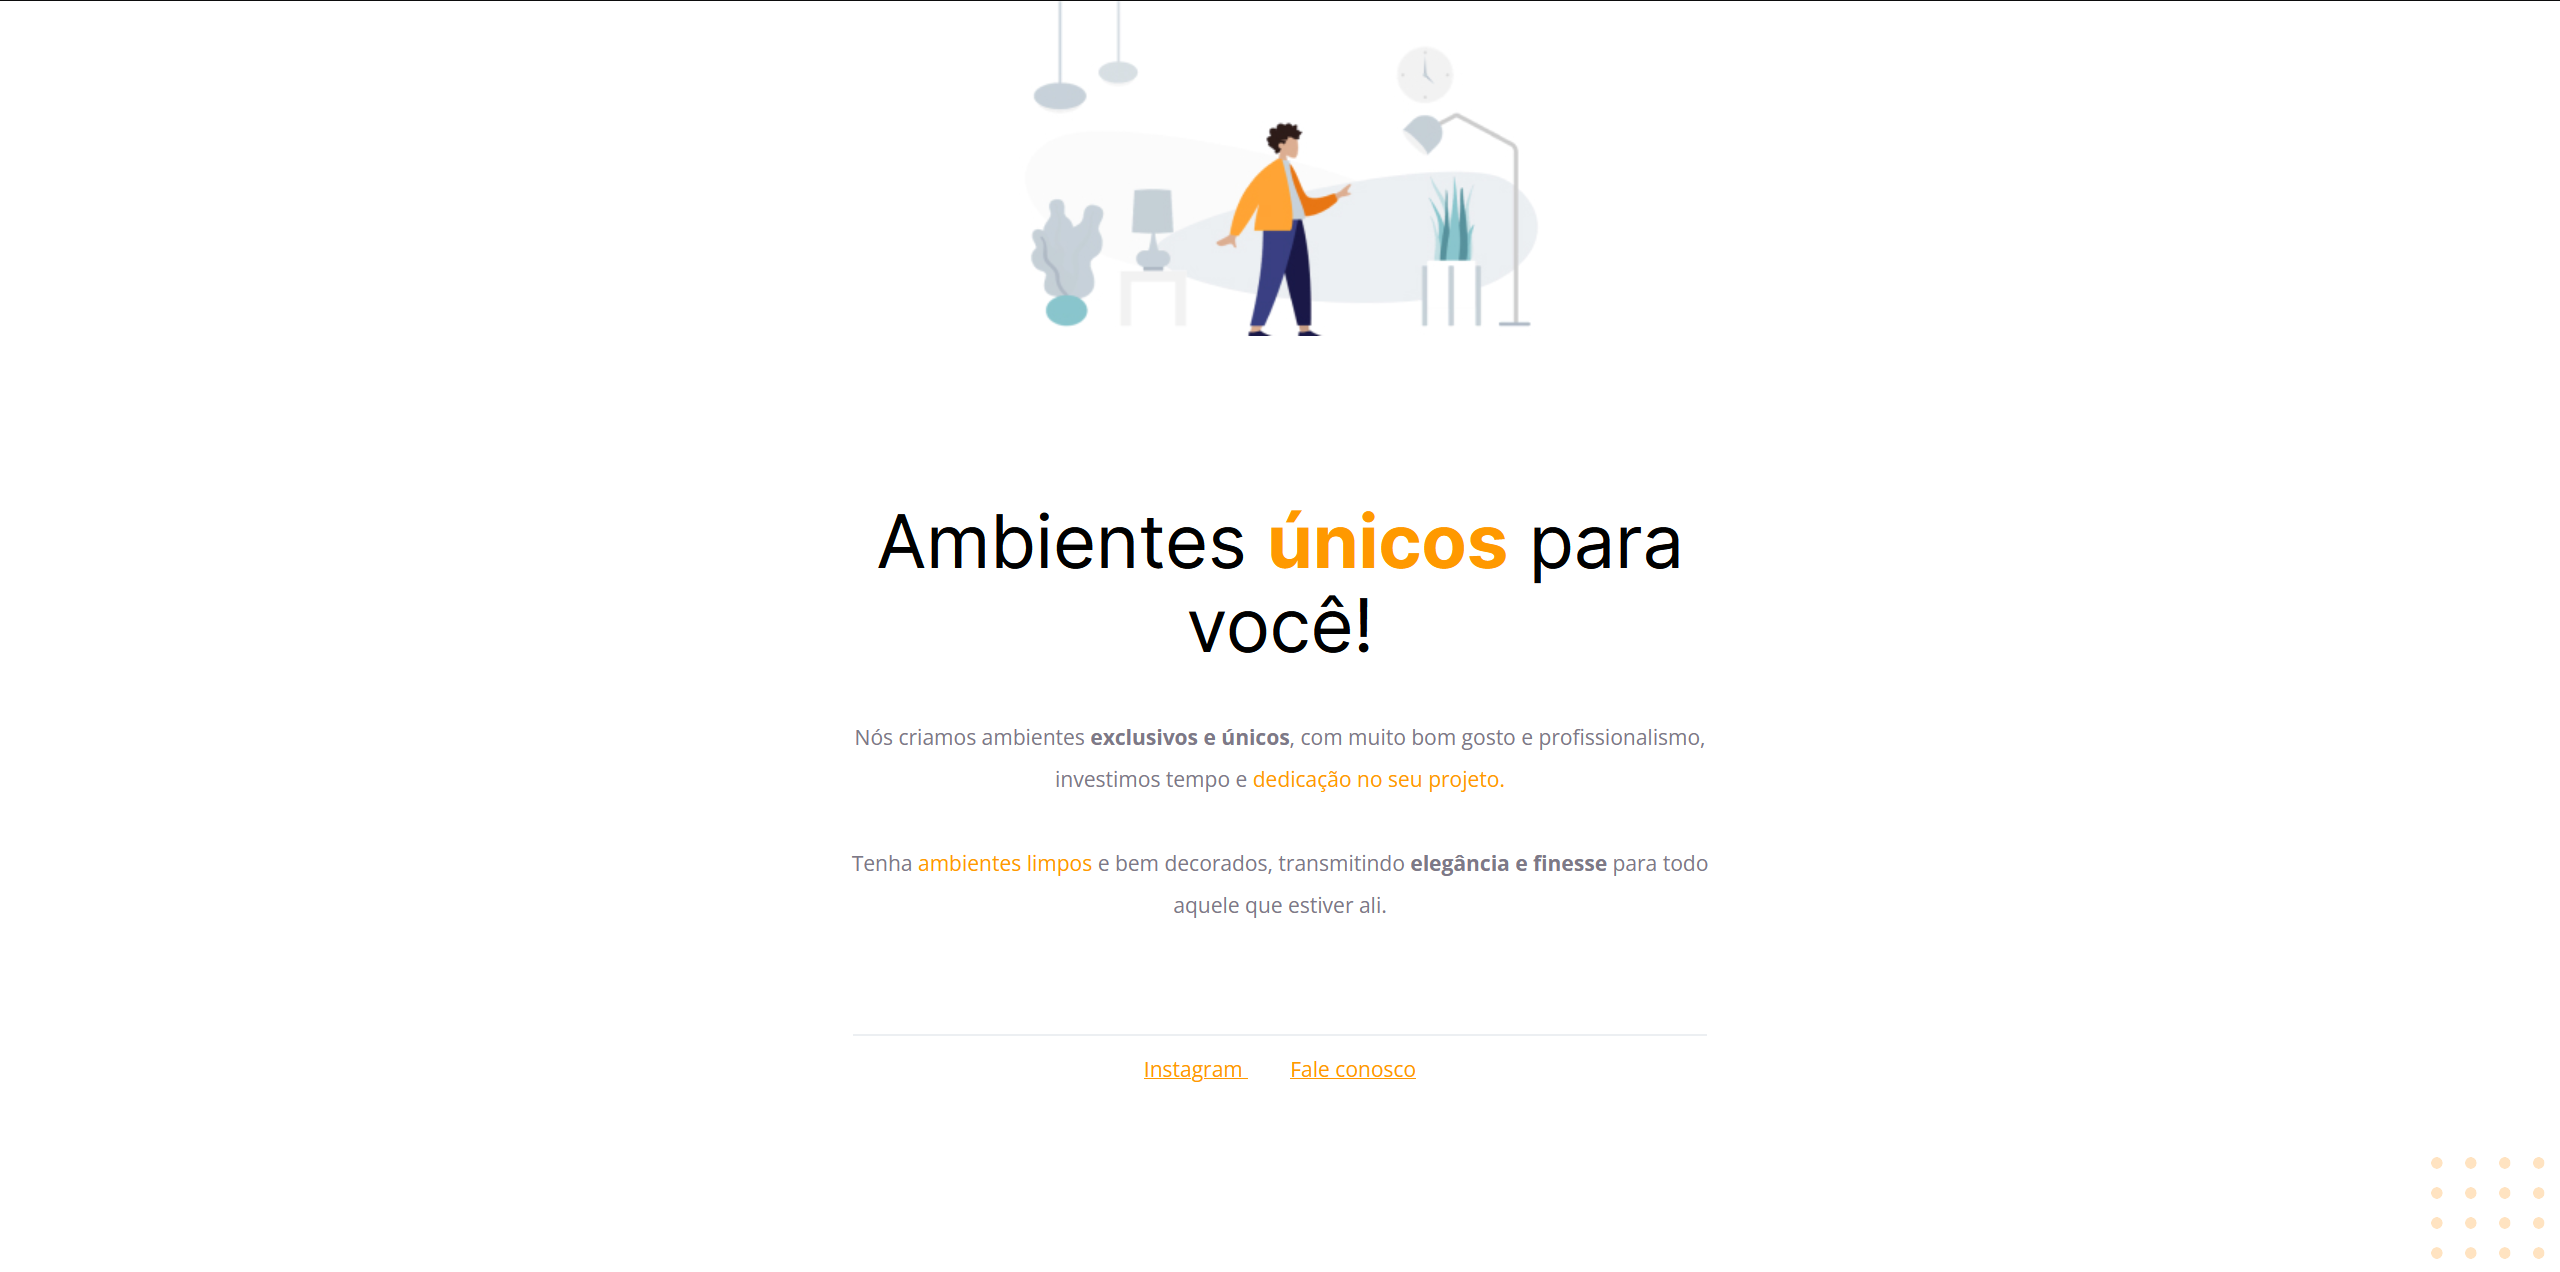 Ambientes únicos para
você!
Nós criamos ambientes exclusivos e únicos, com muito bom gosto e profissionalismo,
investimos tempo e dedicação no seu projeto.
Tenha ambientes limpos e bem decorados, transmitindo elegância e finesse para todo
aquele que estiver ali.
Instagram Fale conosco